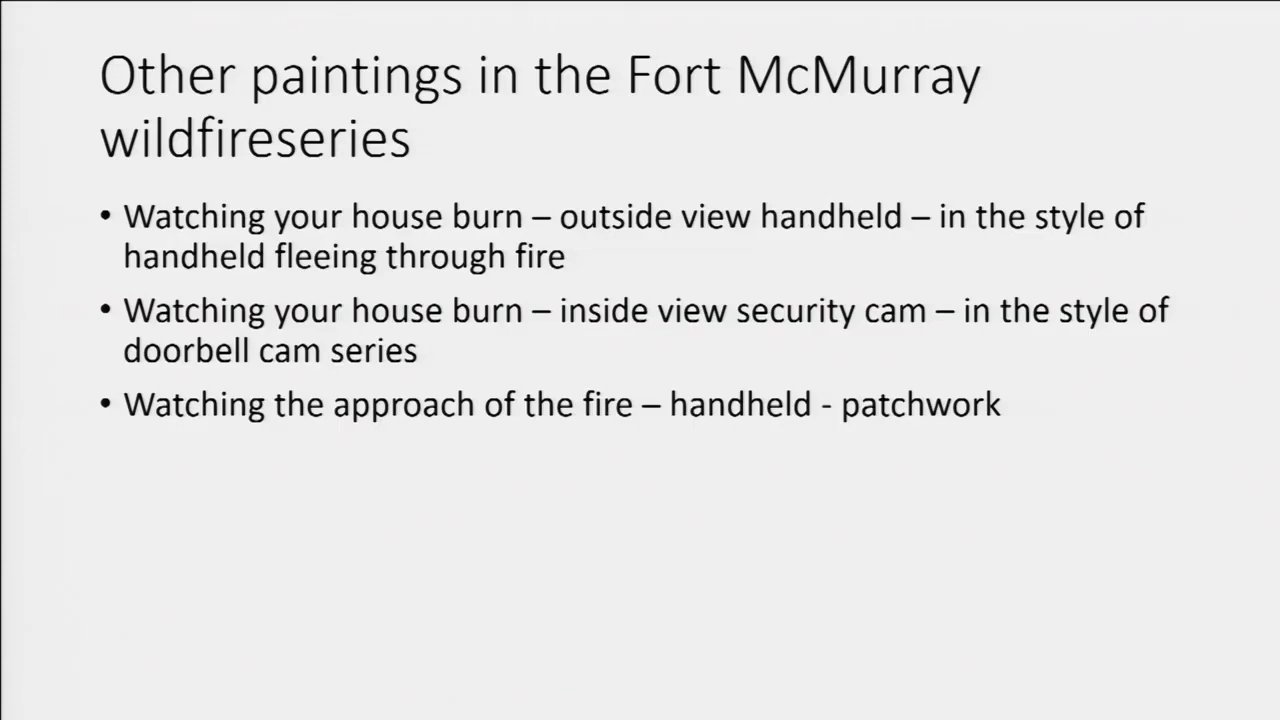 Other paintings in the Fort McMurray
wildfireseries
• Watching your house burn – outside view handheld – in the style of
handheld fleeing through fire
• Watching your house burn – inside view security cam – in the style of
doorbell cam series
• Watching the approach of the fire – handheld - patchwork